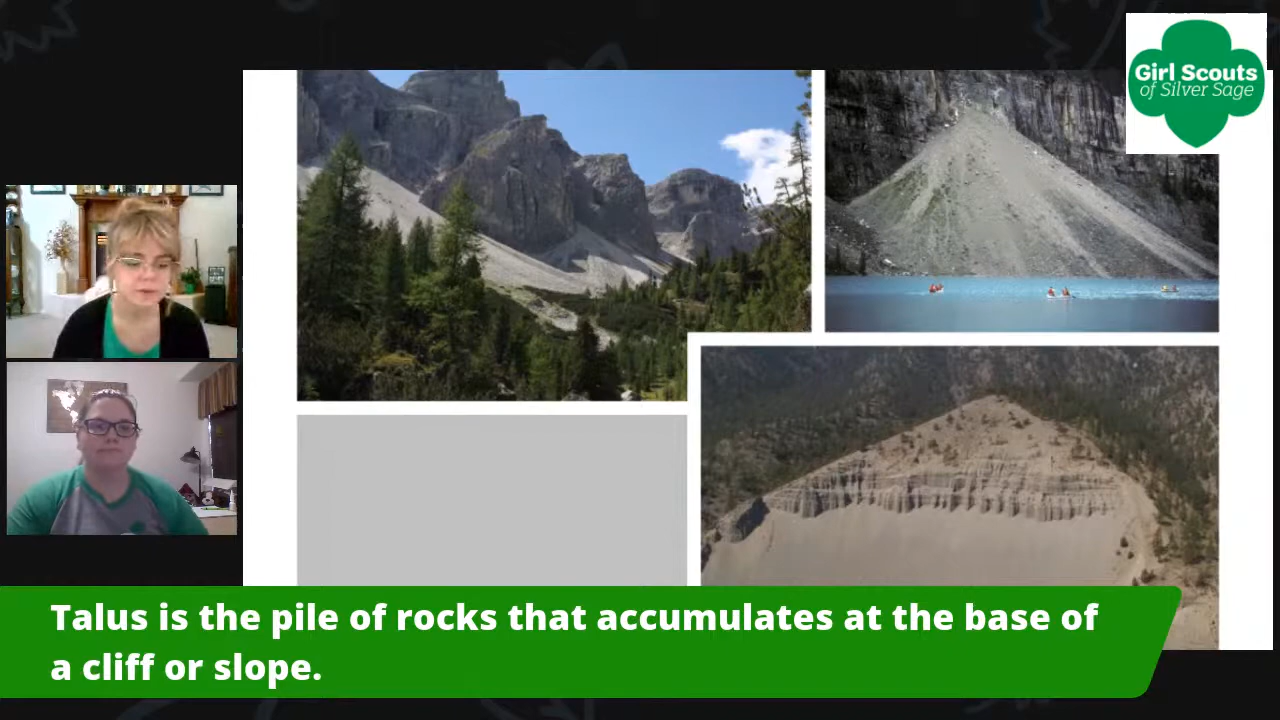 Girl Scouts
of Silver Sage
Talus is the pile of rocks that accumulates at the base of
a cliff or slope.